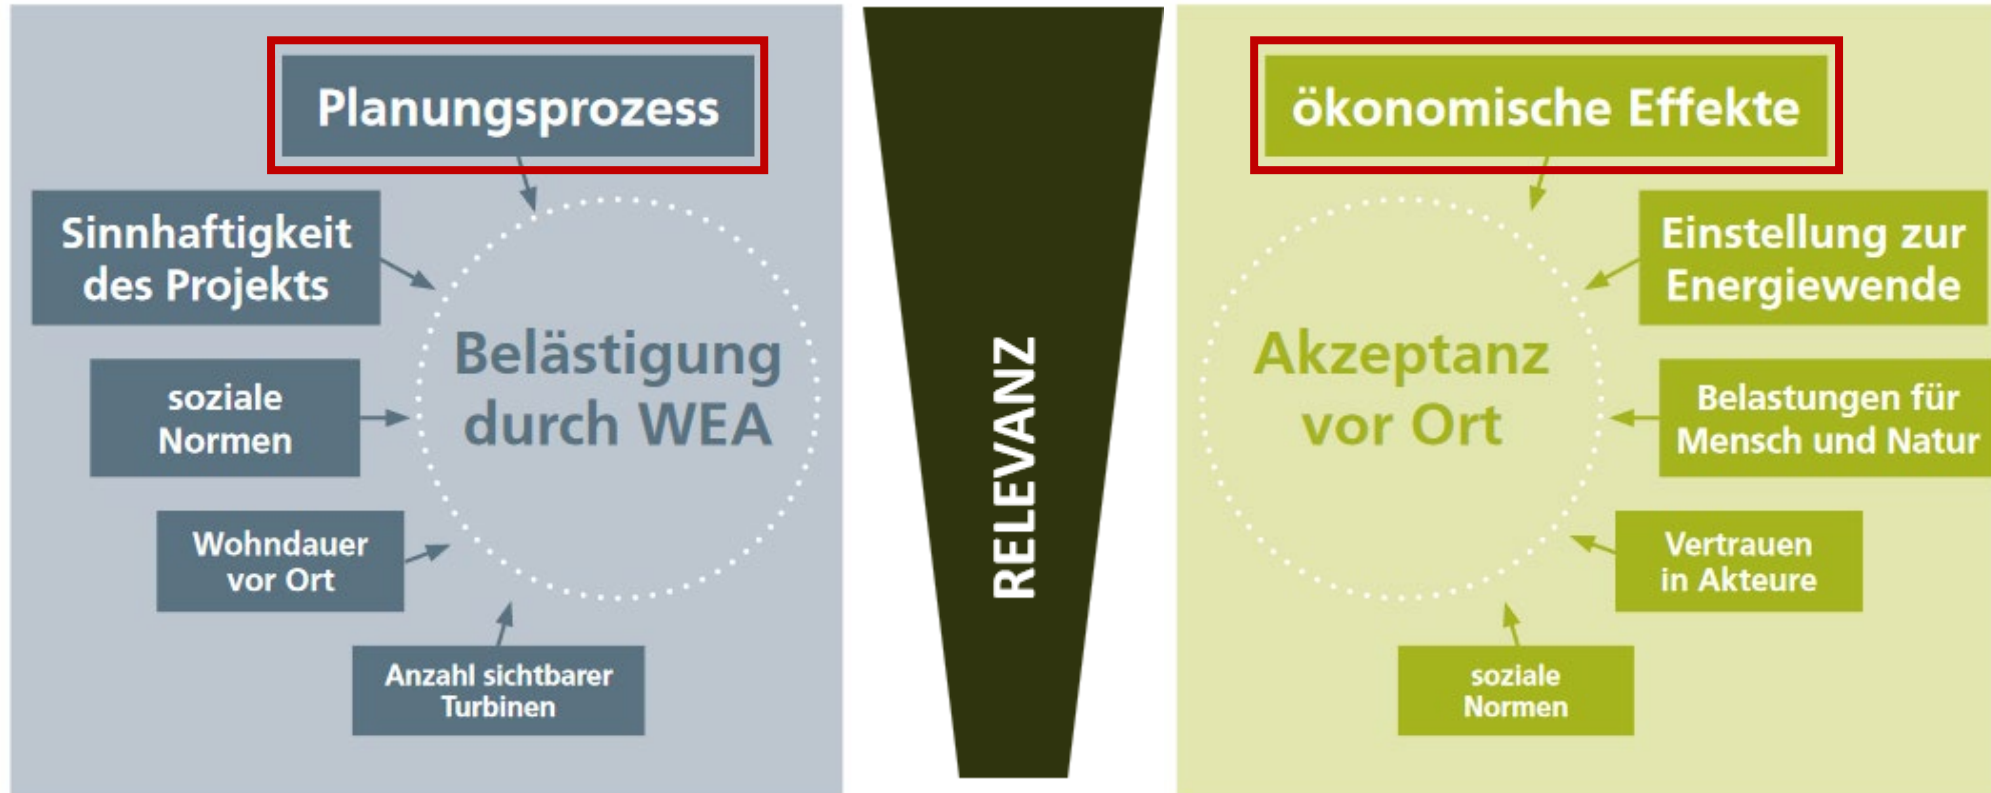 Planungsprozess
Sinnhaftigkeit
des Projekts
soziale
Normen
Wohndauer
vor Ort
Anzahl sichtbarer
Turbinen
Belästigung
durch WEA
RELEVANZ
ökonomische Effekte
Einstellung zur
Energiewende
Belastungen für
Mensch und Natur
Vertrauen
in Akteure
soziale
Normen
Akzeptanz
vor Ort